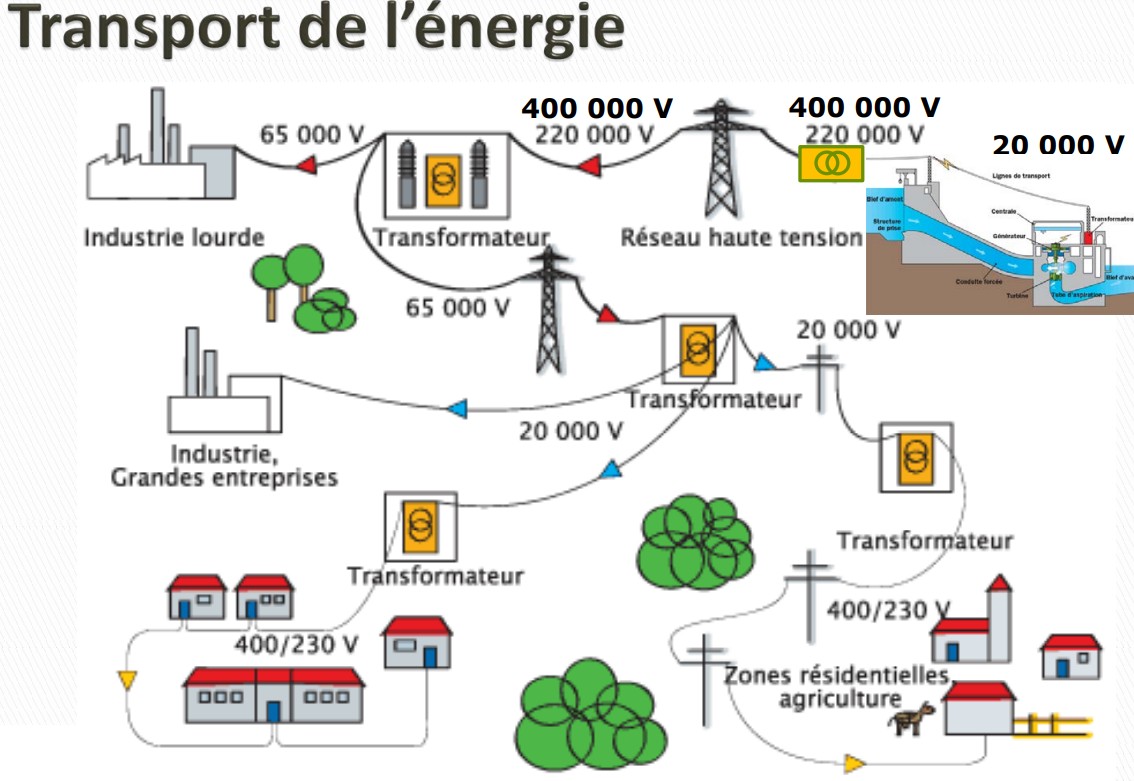 Transport de l’énergie
400 000 V
400 000 V
65 000 V
220 000 V
220 000 V
20 000 V
Lignes de transport
Bief d'amont
Centrale
Structure
de prise
Transformateur
Générateur
Industrie lourde
Transformateur
Réseau haute tension
Conduite forcée
Turbine
Tube d'aspiration
65 000 V
20 000 V
Transformateur
20 000 V
Industrie,
Grandes entreprises
Transformateur
Transformateur
400/230 V
400/230 V
Zones résidentielles,
agriculture